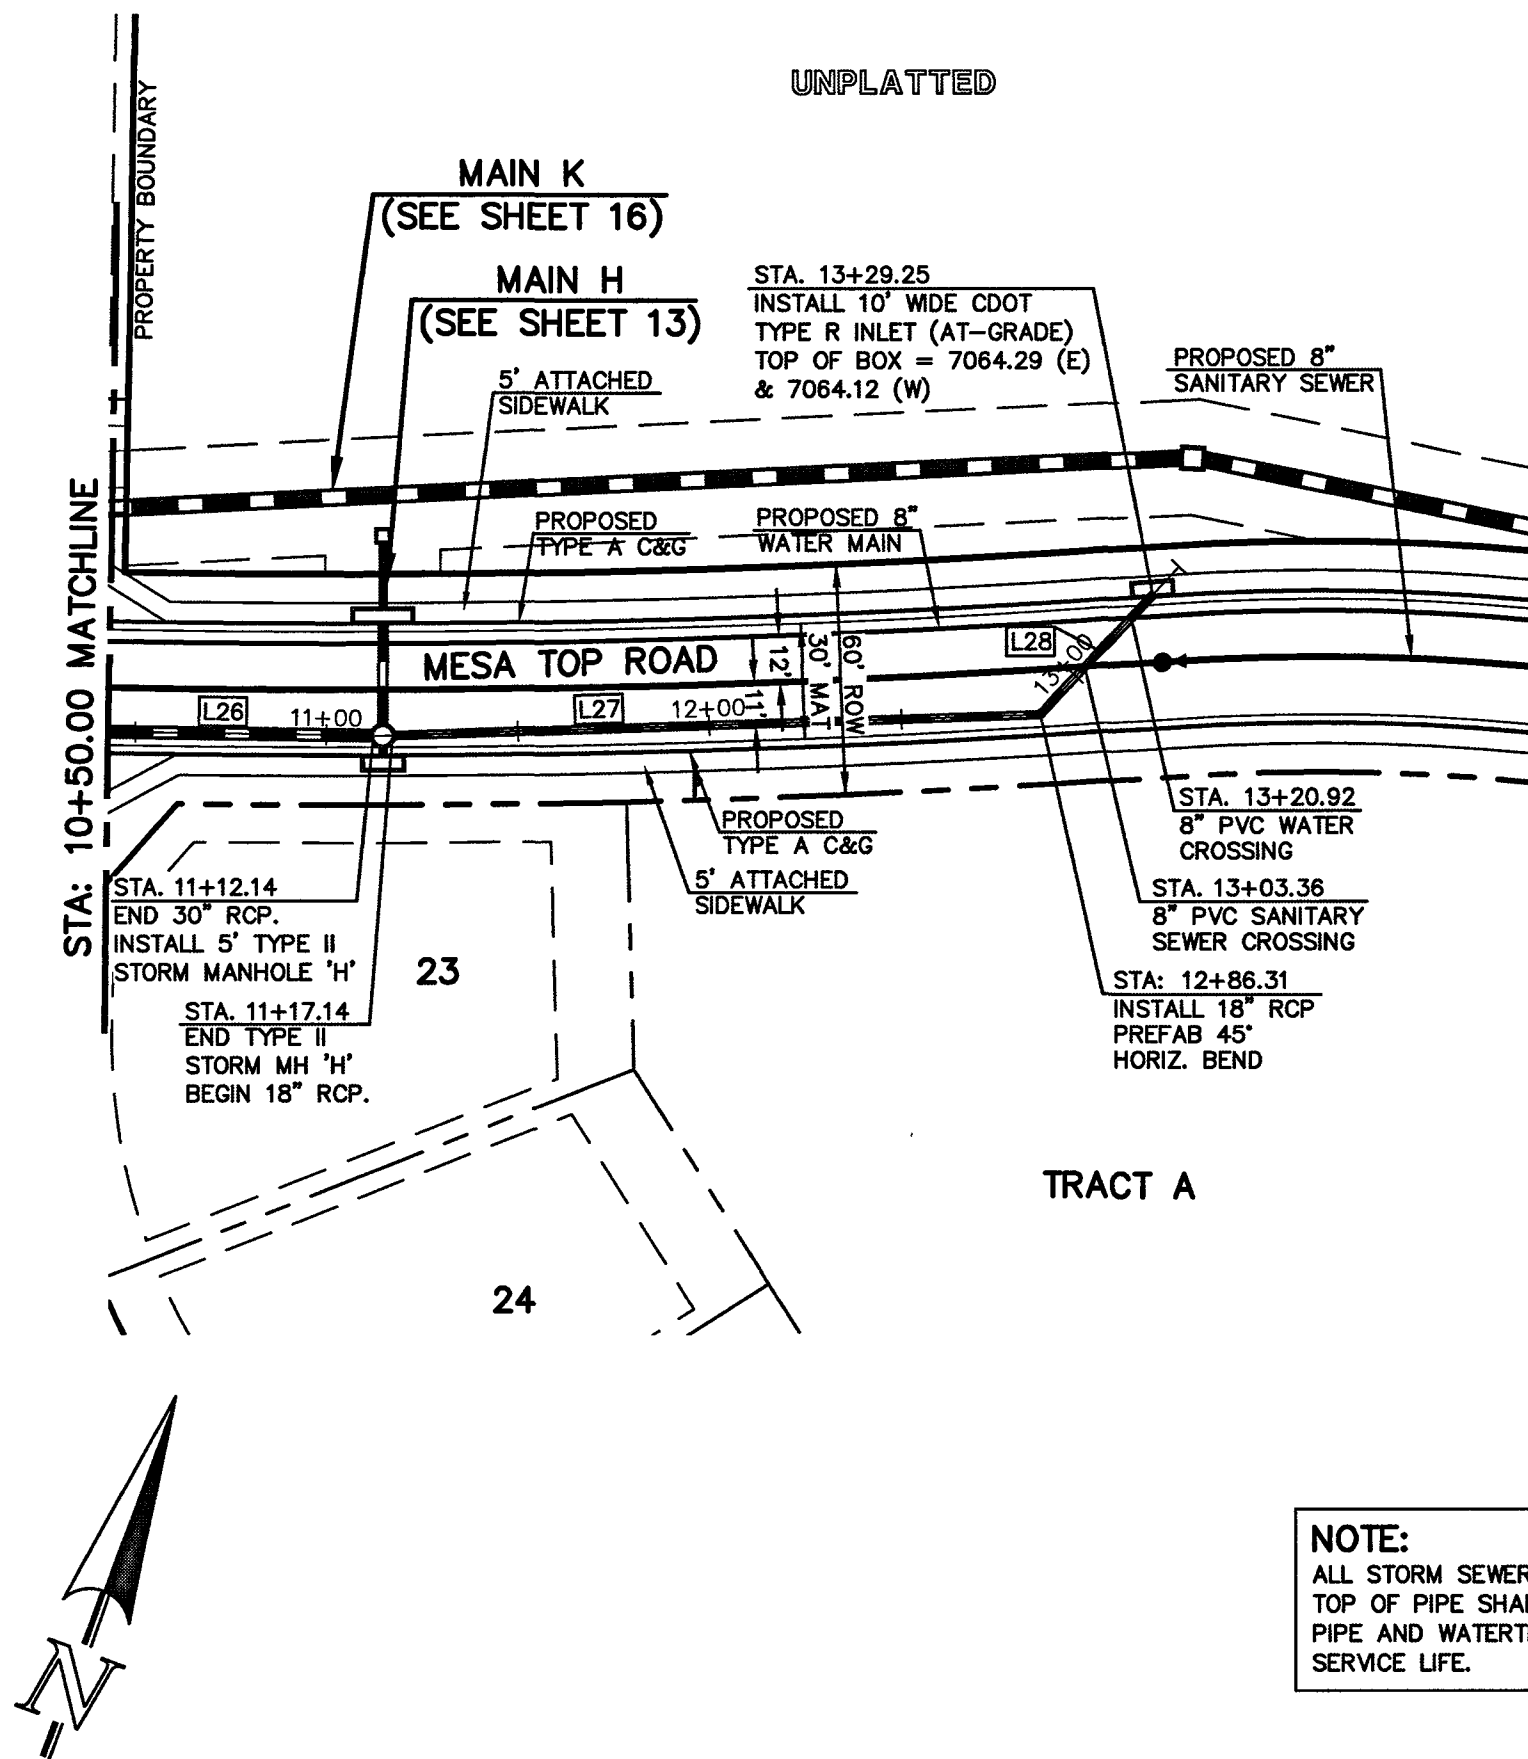 UNPLATTED
PROPERTY BOUNDARY
MAIN K
(SEE SHEET 16)
MAIN H
(SEE SHEET 13)
STA. 13+29.25
INSTALL 10' WIDE CDOT
TYPE R INLET (AT-GRADE)
TOP OF BOX = 7064.29 (E)
& 7064.12 (W)
PROPOSED 8"
SANITARY SEWER
5' ATTACHED
SIDEWALK
PROPOSED
TYPE A C&G
PROPOSED 8"
WATER MAIN
STA: 10+50.00 MATCHLINE
MESA TOP ROAD
12'
11'
30' MAT
60' ROW
L28
13+00
L26
11+00
L27
12+00
PROPOSED
TYPE A C&G
5' ATTACHED
SIDEWALK
STA. 13+20.92
8" PVC WATER
CROSSING
STA. 13+03.36
8" PVC SANITARY
SEWER CROSSING
STA: 12+86.31
INSTALL 18" RCP
PREFAB 45°
HORIZ. BEND
STA. 11+12.14
END 30" RCP.
INSTALL 5' TYPE II
STORM MANHOLE 'H'
STA. 11+17.14
END TYPE II
STORM MH 'H'
BEGIN 18" RCP.
23
24
TRACT A
N
NOTE:
ALL STORM SEWER
TOP OF PIPE SHA
PIPE AND WATERT
SERVICE LIFE.